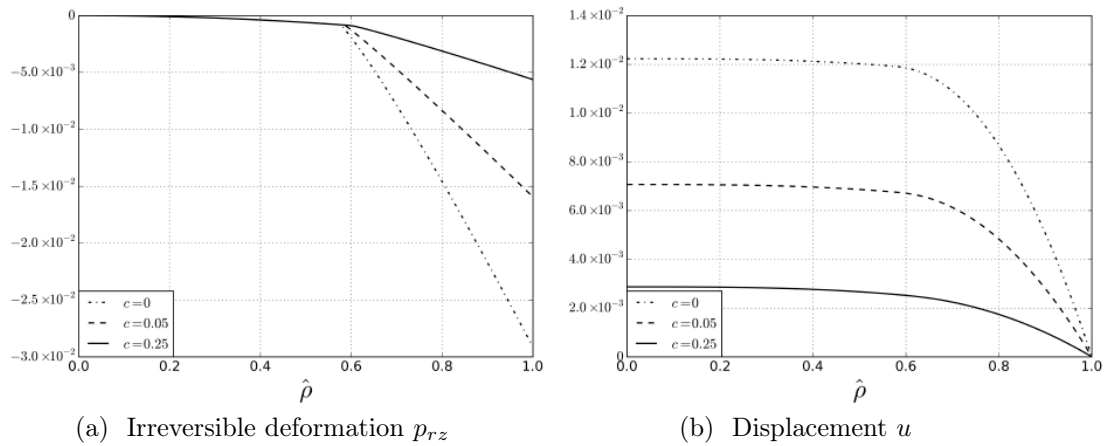 0
−5.0 ×10⁻³
−1.0 ×10⁻²
−1.5 ×10⁻²
−2.0 ×10⁻²
−2.5 ×10⁻²
−3.0 ×10⁻²
c=0
c=0.05
c=0.25
0.0 0.2 0.4 0.6 0.8 1.0
ρ̂
(a) Irreversible deformation p_{rz}
1.4 ×10⁻²
1.2 ×10⁻²
1.0 ×10⁻²
8.0 ×10⁻³
6.0 ×10⁻³
4.0 ×10⁻³
2.0 ×10⁻³
0
c=0
c=0.05
c=0.25
0.0 0.2 0.4 0.6 0.8 1.0
ρ̂
(b) Displacement u